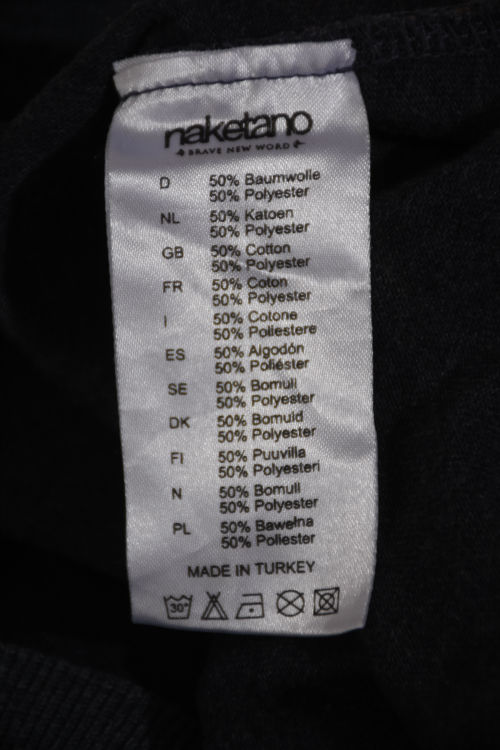 naketano
BRAVE NEW WORD
D 50% Baumwolle
50% Polyester
NL 50% Katoen
50% Polyester
GB 50% Cotton
50% Polyester
FR 50% Coton
50% Polyester
I 50% Cotone
50% Poliestere
ES 50% Algodón
50% Poliéster
SE 50% Bomull
50% Polyester
DK 50% Bomuld
50% Polyester
FI 50% Puuvilla
50% Polyesteri
N 50% Bomull
50% Polyester
PL 50% Bawełna
50% Poliester
MADE IN TURKEY
30°